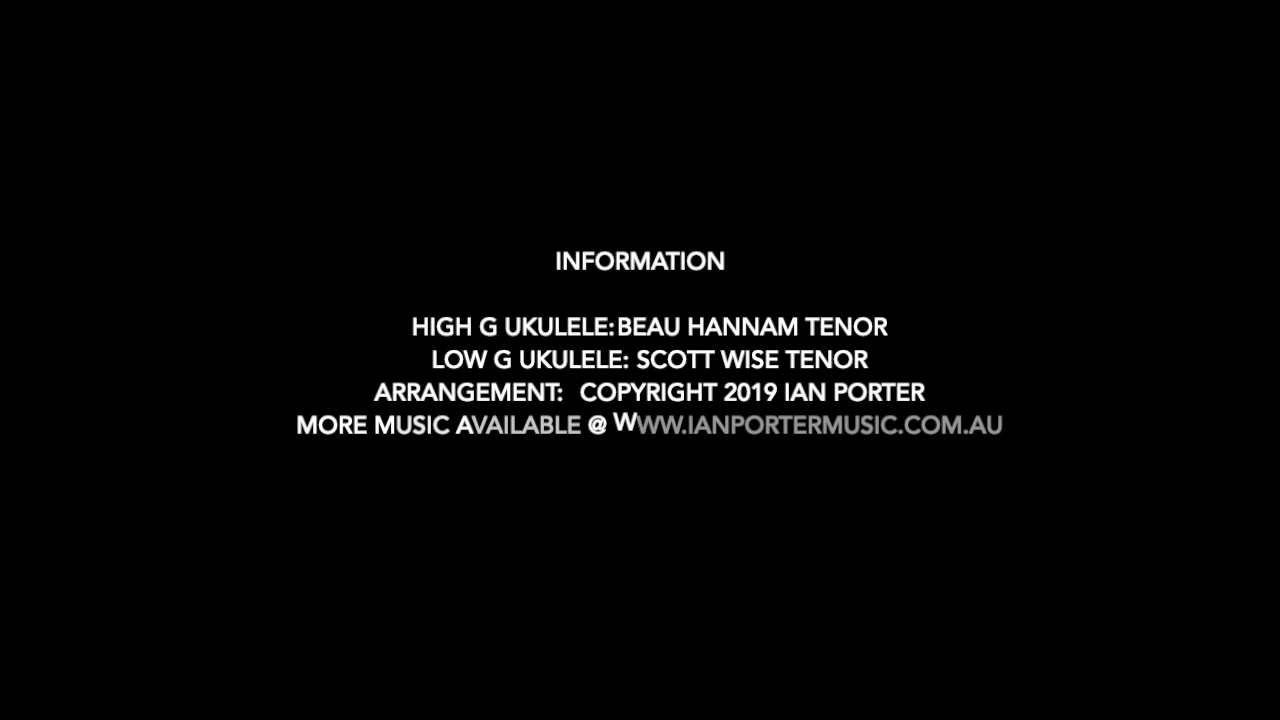 INFORMATION
HIGH G UKULELE: BEAU HANNAM TENOR
LOW G UKULELE: SCOTT WISE TENOR
ARRANGEMENT: COPYRIGHT 2019 IAN PORTER
MORE MUSIC AVAILABLE @ WWW.IANPORTERMUSIC.COM.AU